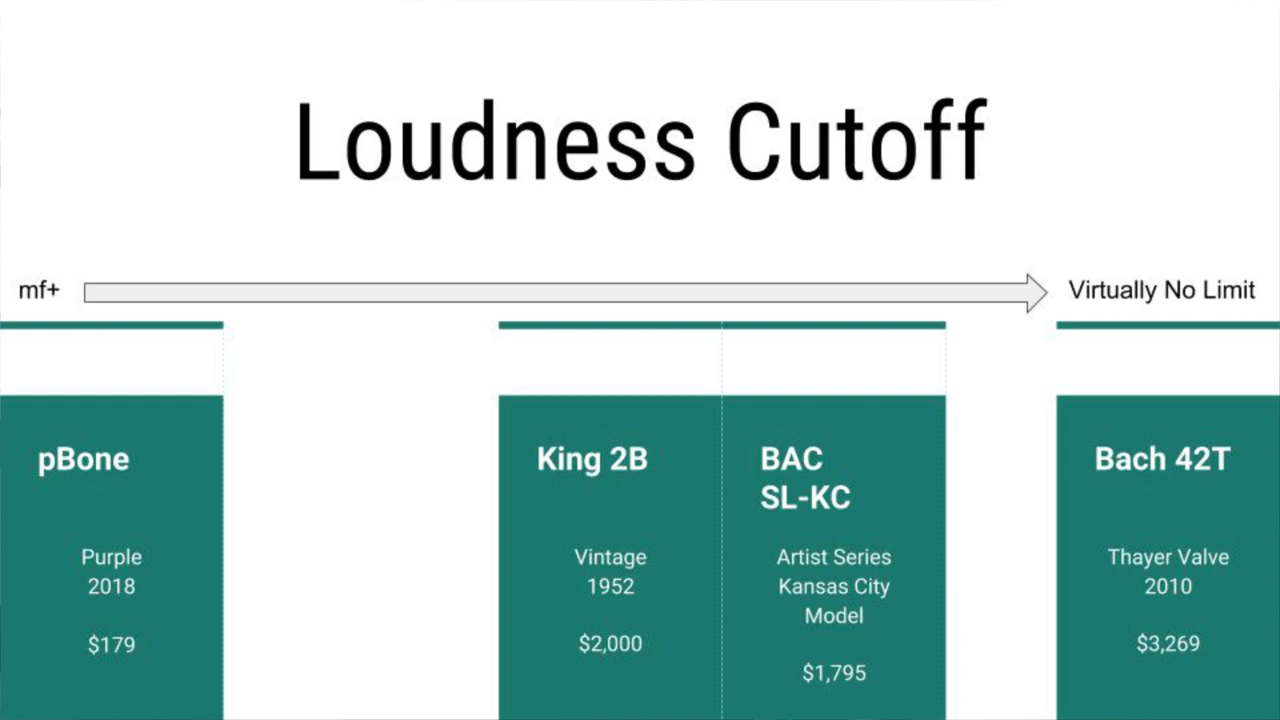 Loudness Cutoff
mf+
Virtually No Limit
pBone
Purple
2018
$179
King 2B
Vintage
1952
$2,000
BAC
SL-KC
Artist Series
Kansas City
Model
$1,795
Bach 42T
Thayer Valve
2010
$3,269